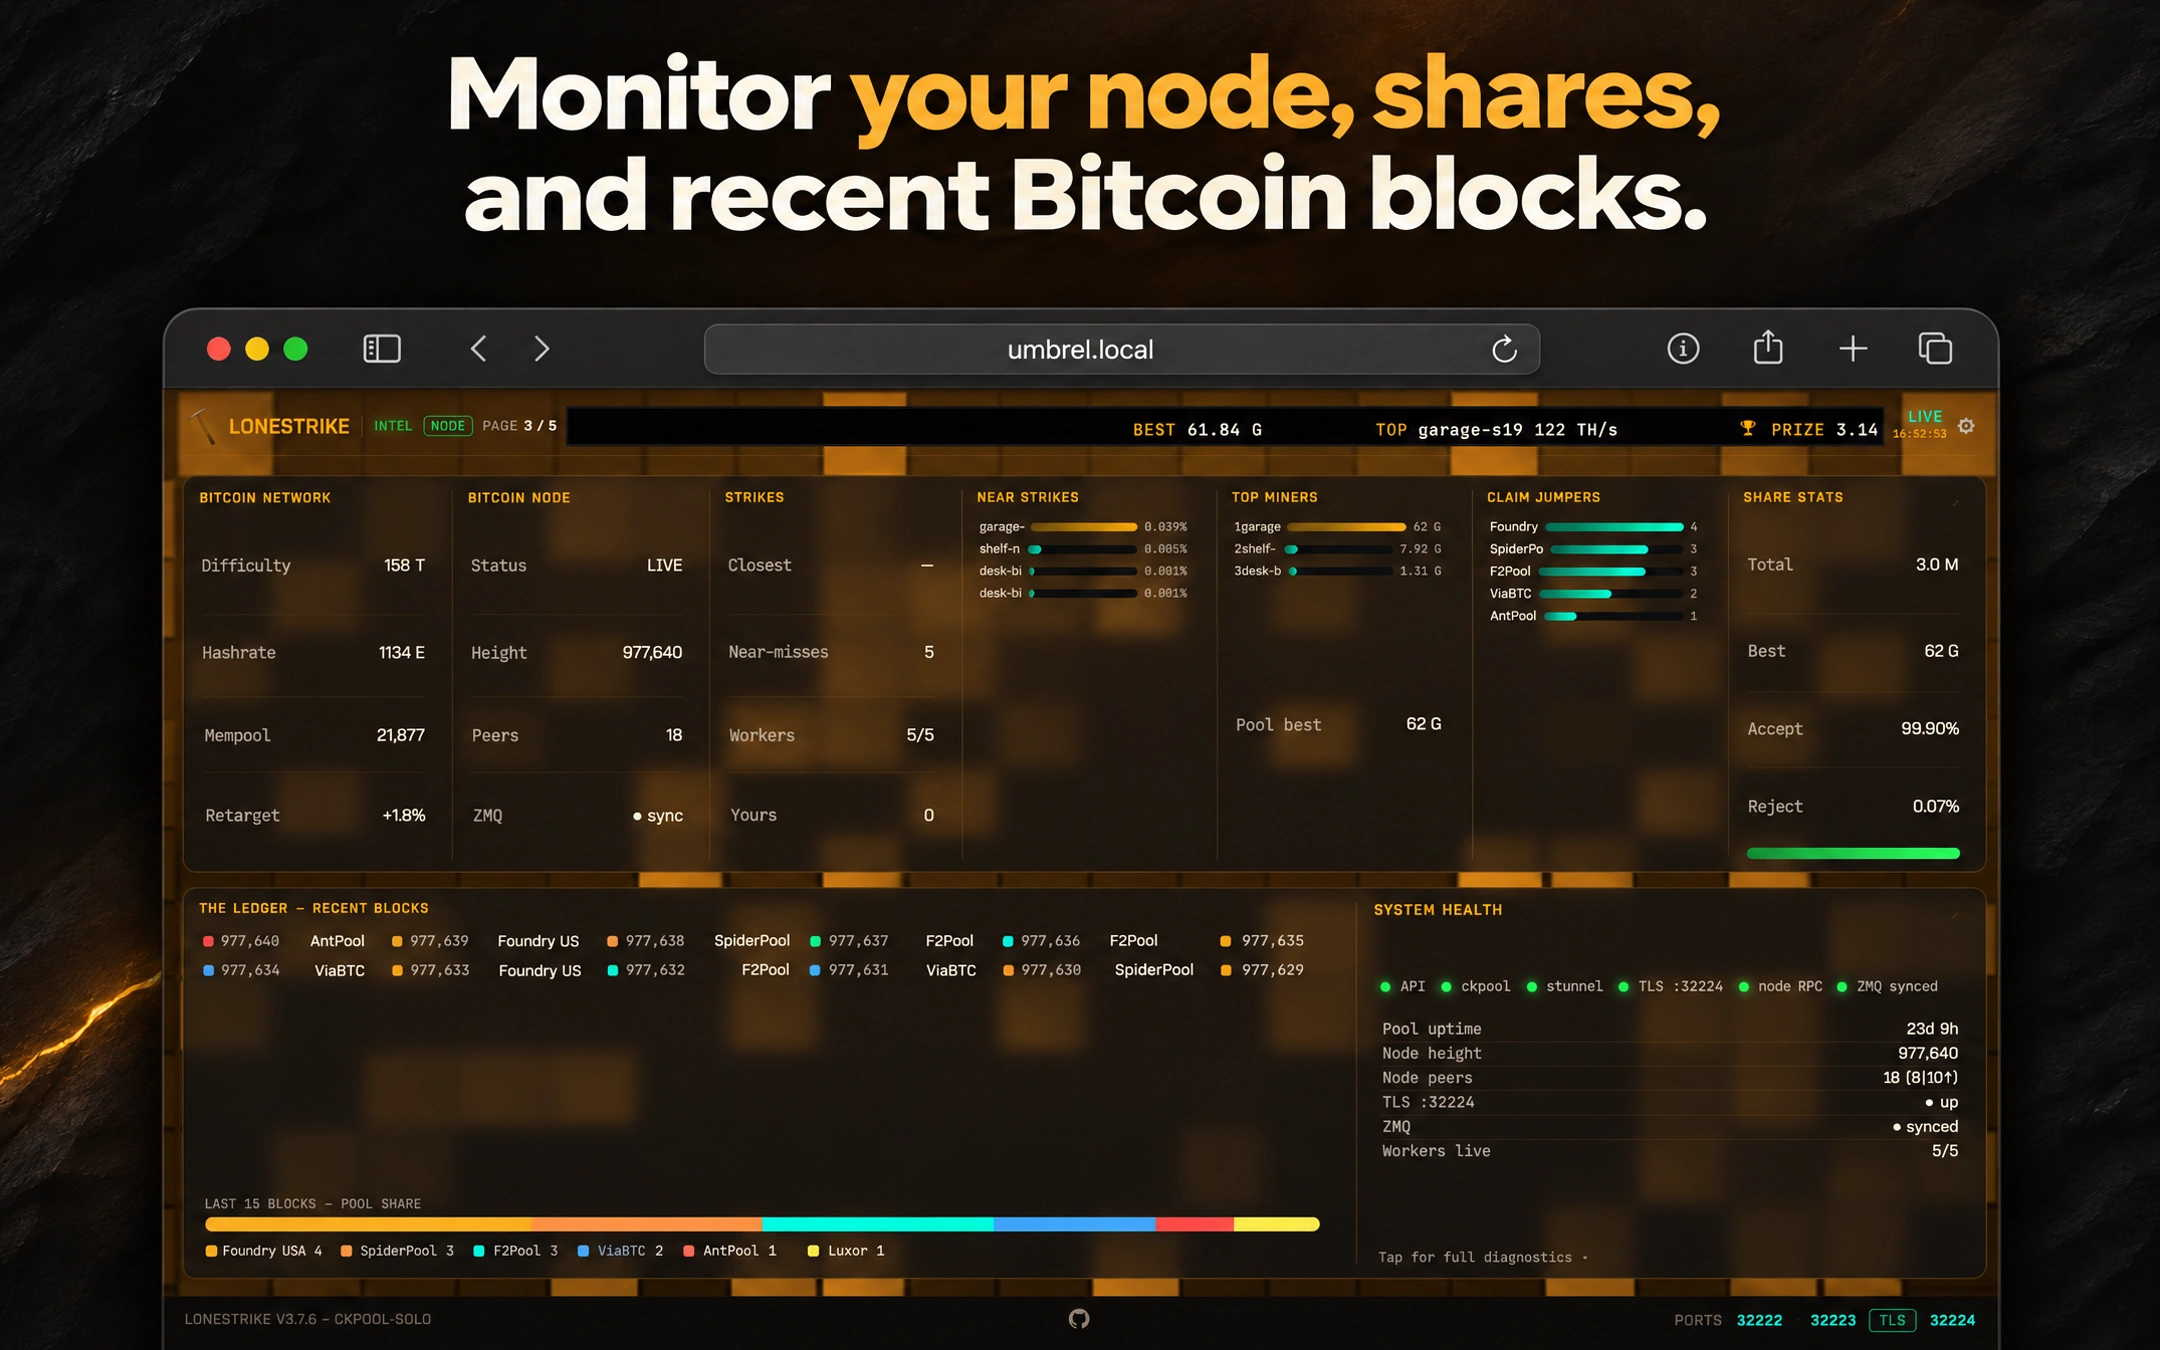 Monitor your node, shares,
and recent Bitcoin blocks.
umbrel.local
LONESTRIKE INTEL NODE PAGE 3 / 5 BEST 61.84 G TOP garage-s19 122 TH/s PRIZE 3.14 LIVE
16:52:53
BITCOIN NETWORK
Difficulty 158 T
Hashrate 1134 E
Mempool 21,877
Retarget +1.8%
BITCOIN NODE
Status LIVE
Height 977,640
Peers 18
ZMQ • sync
STRIKES
Closest —
Near-misses 5
Workers 5/5
Yours 0
NEAR STRIKES
garage- 0.039%
shelf-n 0.005%
desk-bi 0.001%
desk-bi 0.001%
TOP MINERS
1garage 62 G
2shelf- 7.92 G
3desk-b 1.31 G
Pool best 62 G
CLAIM JUMPERS
Foundry 4
SpiderPo 3
F2Pool 3
ViaBTC 2
AntPool 1
SHARE STATS
Total 3.0 M
Best 62 G
Accept 99.90%
Reject 0.07%
THE LEDGER – RECENT BLOCKS
977,640 AntPool 977,639 Foundry US 977,638 SpiderPool 977,637 F2Pool 977,636 F2Pool 977,635
977,634 ViaBTC 977,633 Foundry US 977,632 F2Pool 977,631 ViaBTC 977,630 SpiderPool 977,629
LAST 15 BLOCKS – POOL SHARE
Foundry USA 4 SpiderPool 3 F2Pool 3 ViaBTC 2 AntPool 1 Luxor 1
SYSTEM HEALTH
API ckpool stunnel TLS :32224 node RPC ZMQ synced
Pool uptime 23d 9h
Node height 977,640
Node peers 18 (8|10↑)
TLS :32224 • up
ZMQ • synced
Workers live 5/5
Tap for full diagnostics •
LONESTRIKE V3.7.6 – CKPOOL-SOLO
PORTS 32222 · 32223 TLS 32224